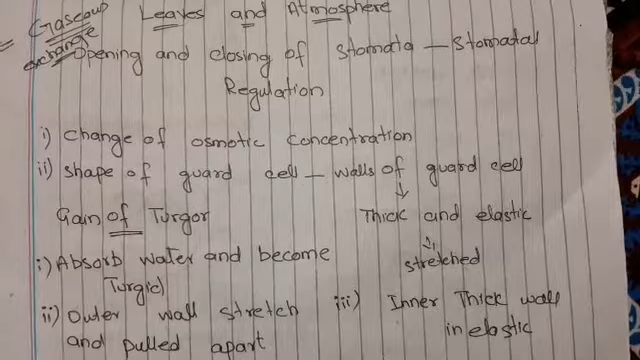 Gaseous Leaves and Atmosphere
exchange
Opening and closing of stomata — Stomatal
Regulation
i) change of osmotic concentration
ii) shape of guard cell — walls of guard cell
Gain of Turgor
Thick and elastic
stretched
i) Absorb water and become
Turgid
ii) Outer wall stretch
and pulled apart
iii) Inner Thick wall
inelastic